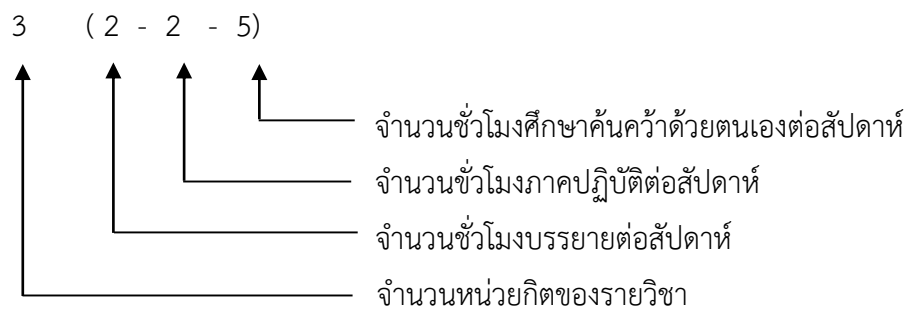 3 ( 2 - 2 - 5)
จำนวนชั่วโมงศึกษาค้นคว้าด้วยตนเองต่อสัปดาห์
จำนวนขั่วโมงภาคปฏิบัติต่อสัปดาห์
จำนวนชั่วโมงบรรยายต่อสัปดาห์
จำนวนหน่วยกิตของรายวิชา